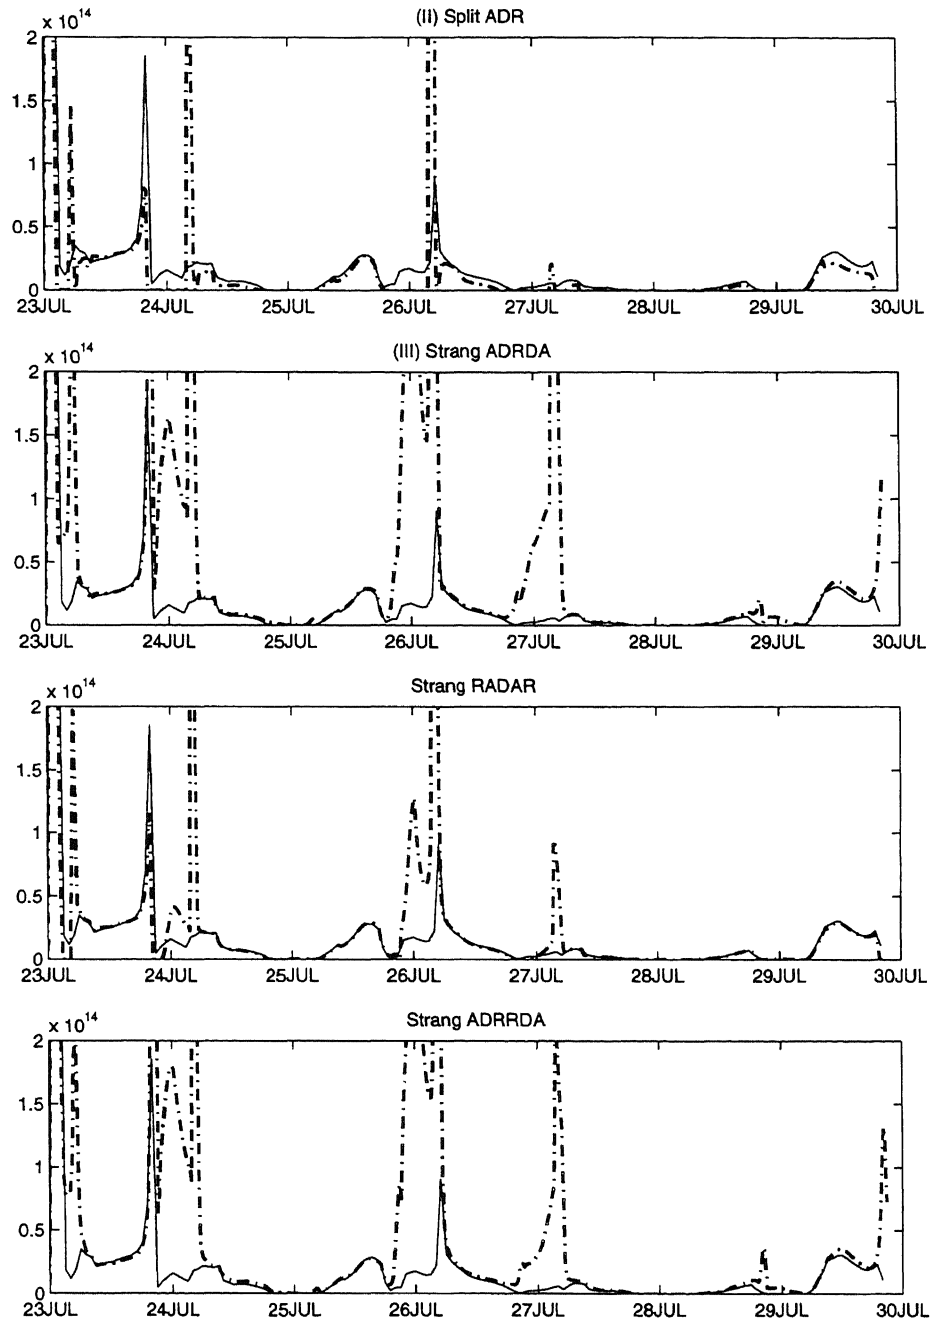 (II) Split ADR
x 10^14
2
1.5
1
0.5
0
23JUL 24JUL 25JUL 26JUL 27JUL 28JUL 29JUL 30JUL
(III) Strang ADRDA
x 10^14
2
1.5
1
0.5
0
23JUL 24JUL 25JUL 26JUL 27JUL 28JUL 29JUL 30JUL
Strang RADAR
x 10^14
2
1.5
1
0.5
0
23JUL 24JUL 25JUL 26JUL 27JUL 28JUL 29JUL 30JUL
Strang ADRRDA
x 10^14
2
1.5
1
0.5
0
23JUL 24JUL 25JUL 26JUL 27JUL 28JUL 29JUL 30JUL